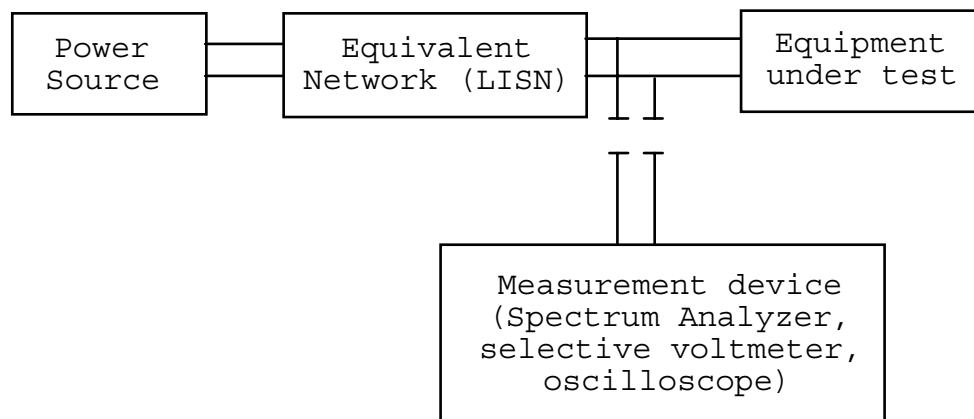 Power
Source
Equivalent
Network (LISN)
Equipment
under test
Measurement device
(Spectrum Analyzer,
selective voltmeter,
oscilloscope)